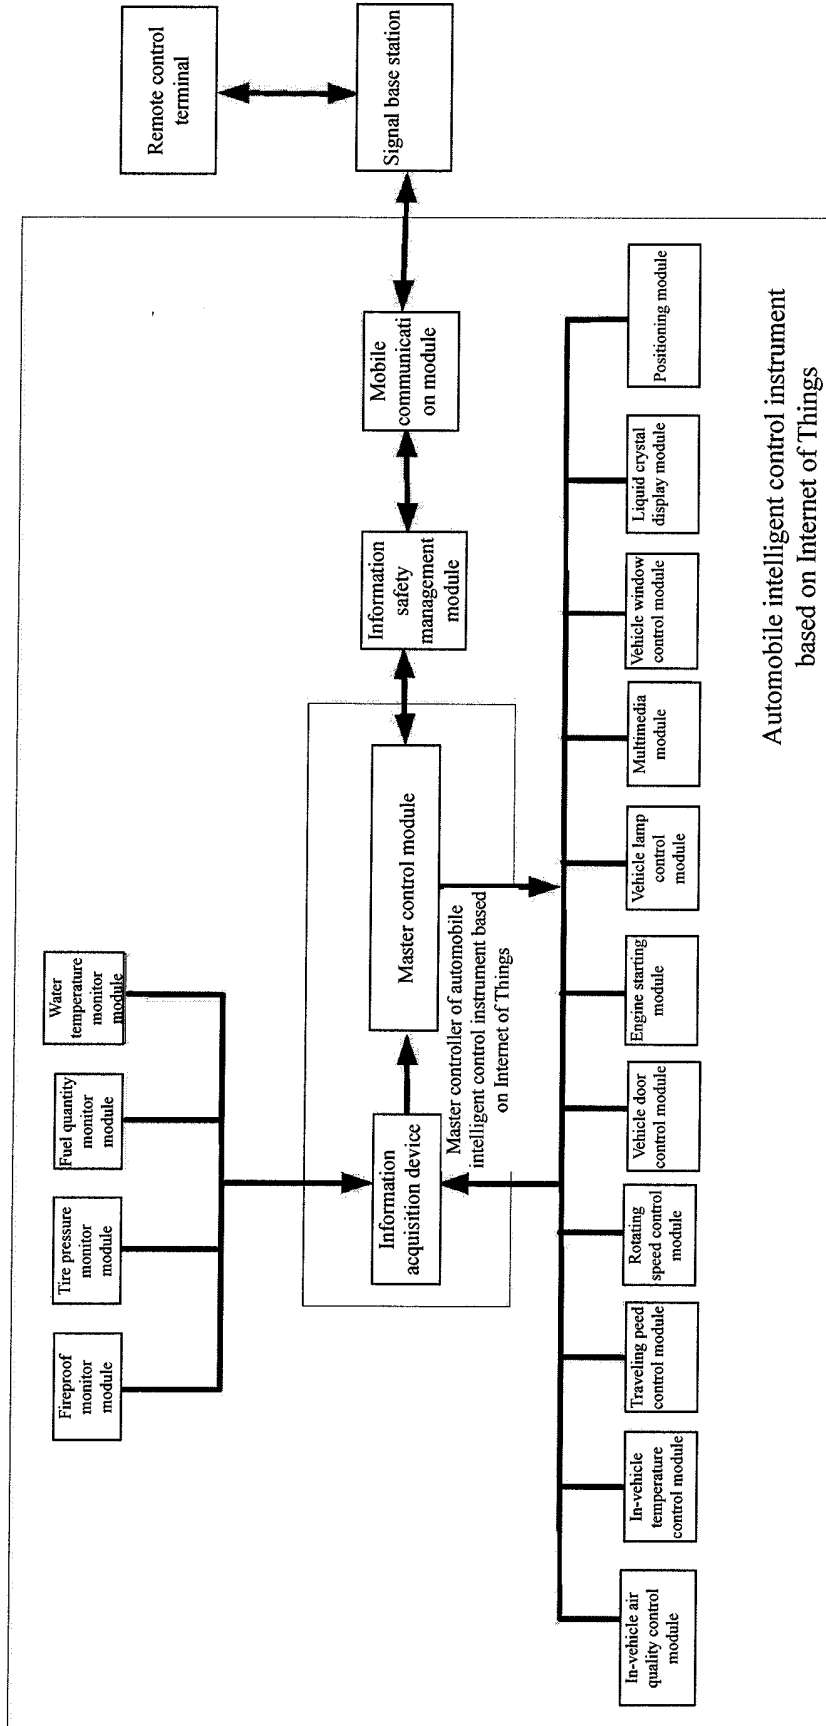 Remote control
terminal
Signal base station
Mobile
communicati
on module
Information
safety
management
module
Water
temperature
monitor
module
Fuel quantity
monitor
module
Tire pressure
monitor
module
Fireproof
monitor
module
Information
acquisition device
Master control module
Master controller of automobile
intelligent control instrument based
on Internet of Things
In-vehicle air
quality control
module
In-vehicle
temperature
control module
Traveling peed
control module
Rotating
speed control
module
Vehicle door
control module
Engine starting
module
Vehicle lamp
control
module
Multimedia
module
Vehicle window
control module
Liquid crystal
display module
Positioning module
Automobile intelligent control instrument
based on Internet of Things